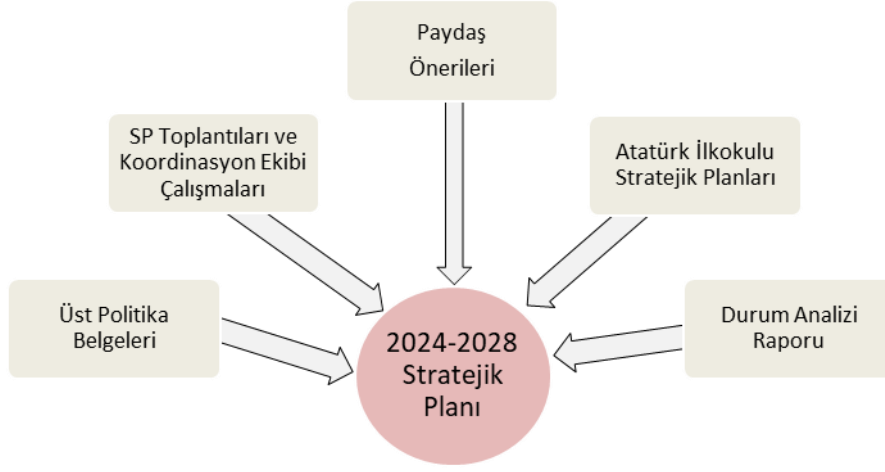 Paydaş
Önerileri
SP Toplantıları ve
Koordinasyon Ekibi
Çalışmaları
Atatürk İlkokulu
Stratejik Planları
Üst Politika
Belgeleri
Durum Analizi
Raporu
2024-2028
Stratejik
Planı